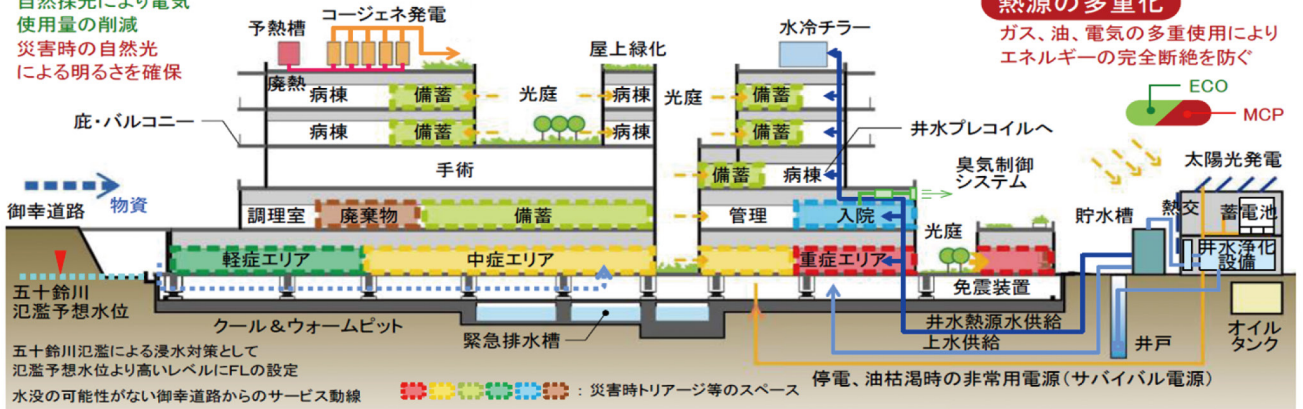 自然採光により電気
使用量の削減
災害時の自然光
による明るさを確保
コージェネ発電
予熱槽
廃熱
屋上緑化
水冷チラー
熱源の多重化
ガス、油、電気の多重使用により
エネルギーの完全断絶を防ぐ
ECO
MCP
病棟
備蓄
光庭
病棟
光庭
備蓄
庇・バルコニー
病棟
備蓄
病棟
備蓄
井水プレコイルへ
手術
備蓄
病棟
臭気制御
システム
太陽光発電
御幸道路
物資
調理室
廃棄物
備蓄
管理
入院
光庭
貯水槽
熱交
蓄電池
井水浄化
設備
軽症エリア
中症エリア
重症エリア
免震装置
五十鈴川
氾濫予想水位
クール&ウォームピット
緊急排水槽
井水熱源水供給
上水供給
井戸
オイル
タンク
五十鈴川氾濫による浸水対策として
氾濫予想水位より高いレベルにFLの設定
水没の可能性がない御幸道路からのサービス動線
:災害時トリアージ等のスペース
停電、油枯渇時の非常用電源(サバイバル電源)